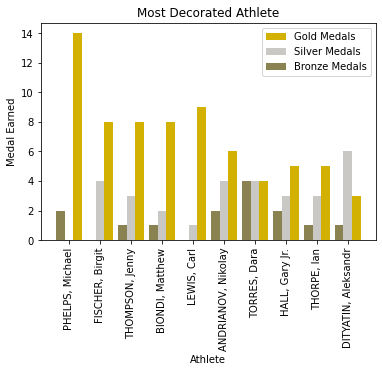 Most Decorated Athlete
Gold Medals
Silver Medals
Bronze Medals
Medal Earned
14
12
10
8
6
4
2
0
PHELPS, Michael
FISCHER, Birgit
THOMPSON, Jenny
BIONDI, Matthew
LEWIS, Carl
ANDRIANOV, Nikolay
TORRES, Dara
HALL, Gary Jr.
THORPE, Ian
DITYATIN, Aleksandr
Athlete